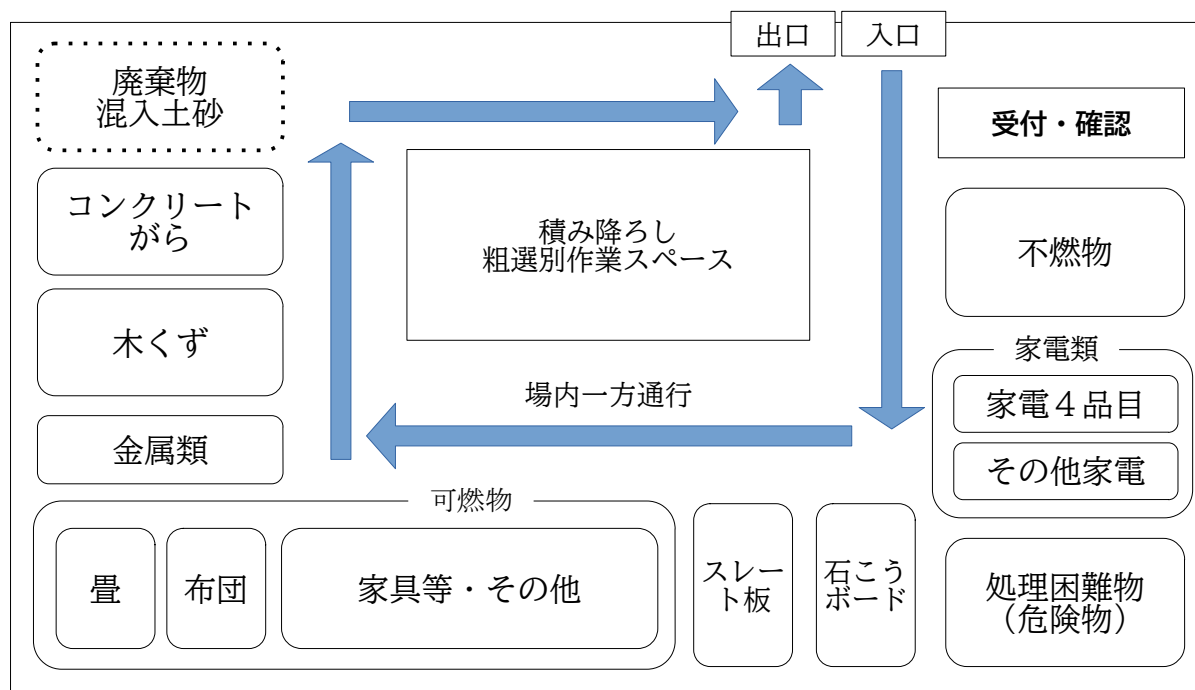 出口
入口
廃棄物
混入土砂
受付・確認
コンクリート
がら
積み降ろし
粗選別作業スペース
不燃物
木くず
家電類
家電４品目
場内一方通行
金属類
その他家電
可燃物
畳
布団
家具等・その他
スレー
ト板
石こう
ボード
処理困難物
（危険物）